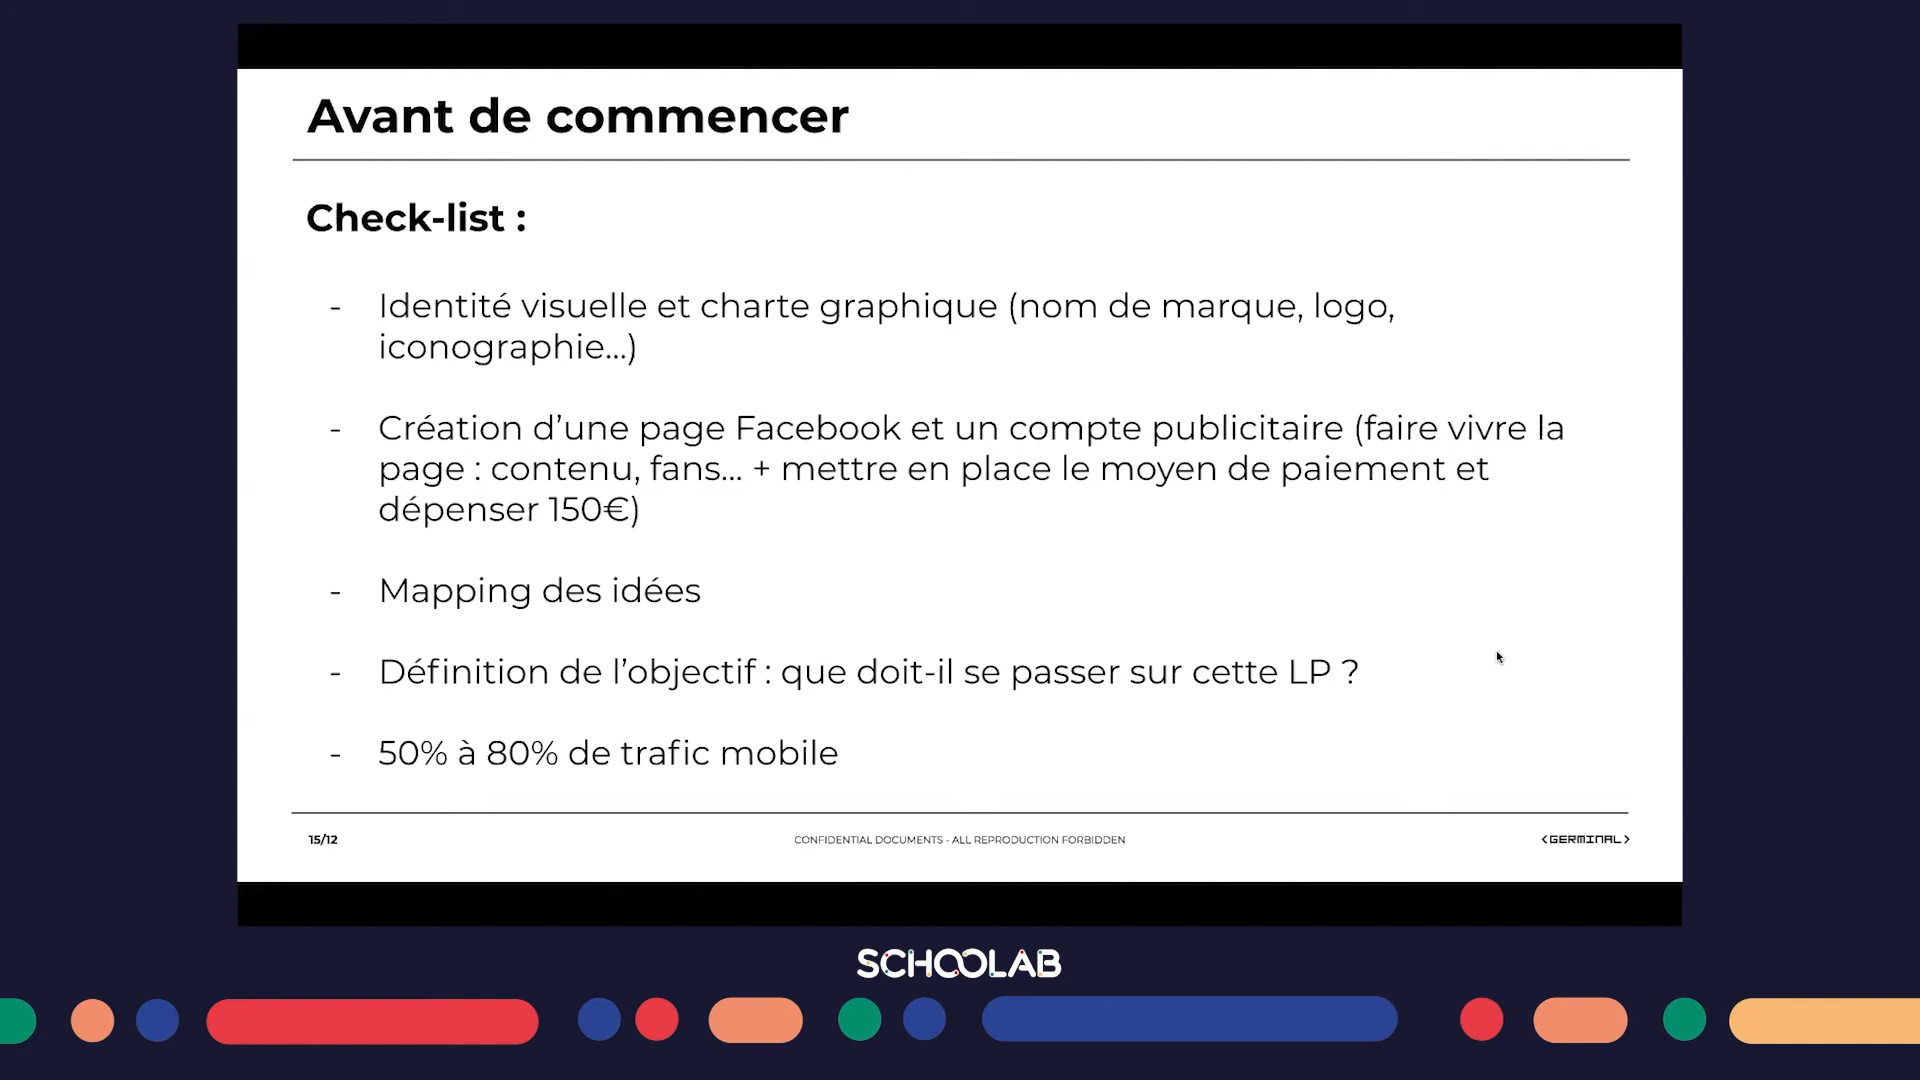 Avant de commencer
Check-list :
- Identité visuelle et charte graphique (nom de marque, logo,
iconographie...)
- Création d’une page Facebook et un compte publicitaire (faire vivre la
page : contenu, fans... + mettre en place le moyen de paiement et
dépenser 150€)
- Mapping des idées
- Définition de l’objectif : que doit-il se passer sur cette LP ?
- 50% à 80% de trafic mobile
15/12
CONFIDENTIAL DOCUMENTS - ALL REPRODUCTION FORBIDDEN
<GERMINAL>
SCHOOLAB